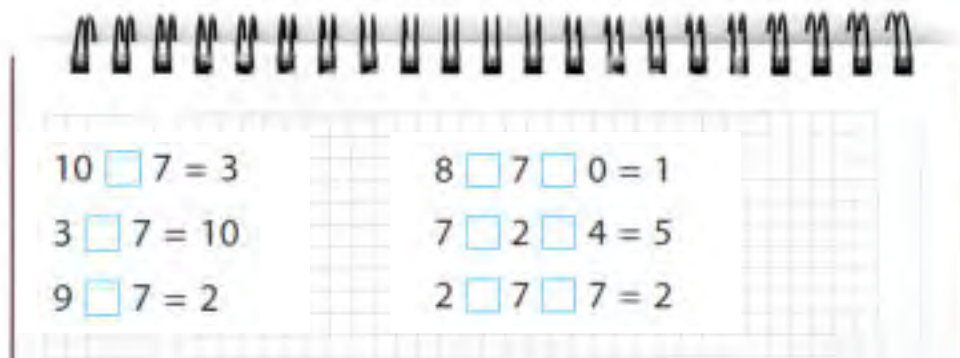 10 □ 7 = 3
3 □ 7 = 10
9 □ 7 = 2
8 □ 7 □ 0 = 1
7 □ 2 □ 4 = 5
2 □ 7 □ 7 = 2